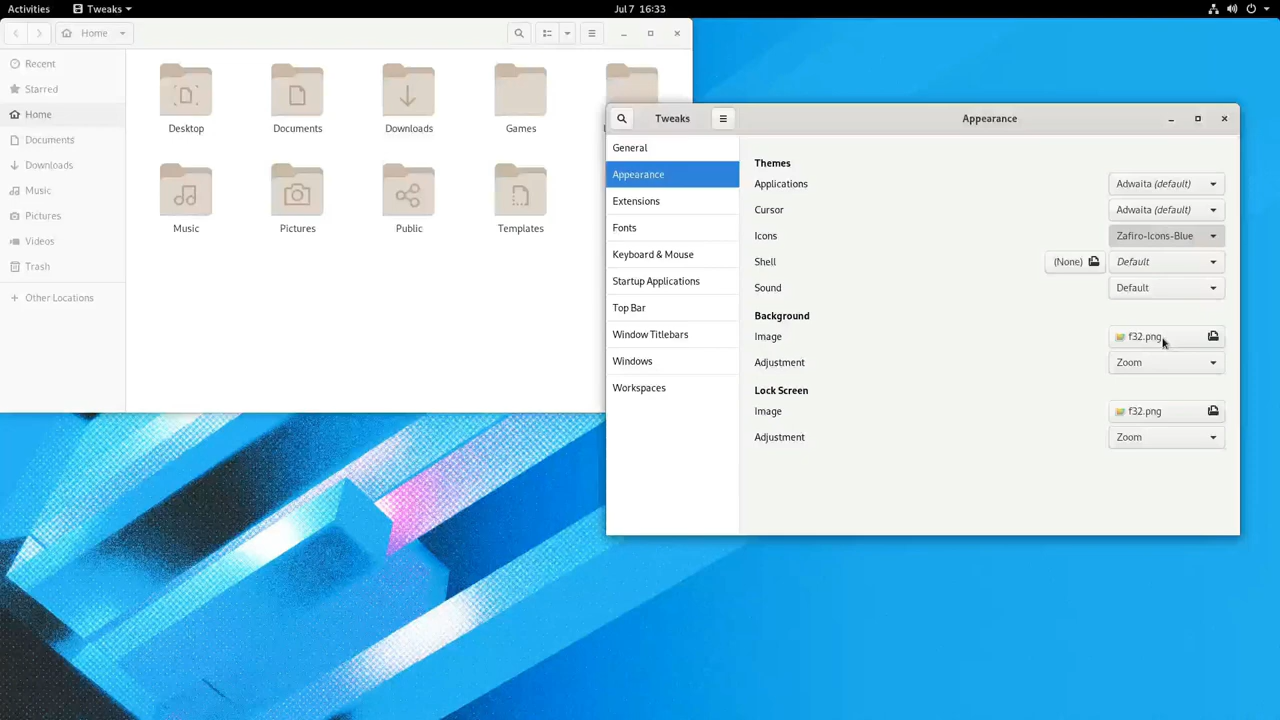 Activities
Tweaks
Jul 7 16:33
Home
Recent
Starred
Home
Documents
Downloads
Music
Pictures
Videos
Trash
Other Locations
Desktop
Documents
Downloads
Games
Music
Pictures
Public
Templates
Tweaks
Appearance
General
Appearance
Extensions
Fonts
Keyboard & Mouse
Startup Applications
Top Bar
Window Titlebars
Windows
Workspaces
Themes
Applications
Adwaita (default)
Cursor
Adwaita (default)
Icons
Zafiro-Icons-Blue
Shell
(None)
Default
Sound
Default
Background
Image
f32.png
Adjustment
Zoom
Lock Screen
Image
f32.png
Adjustment
Zoom